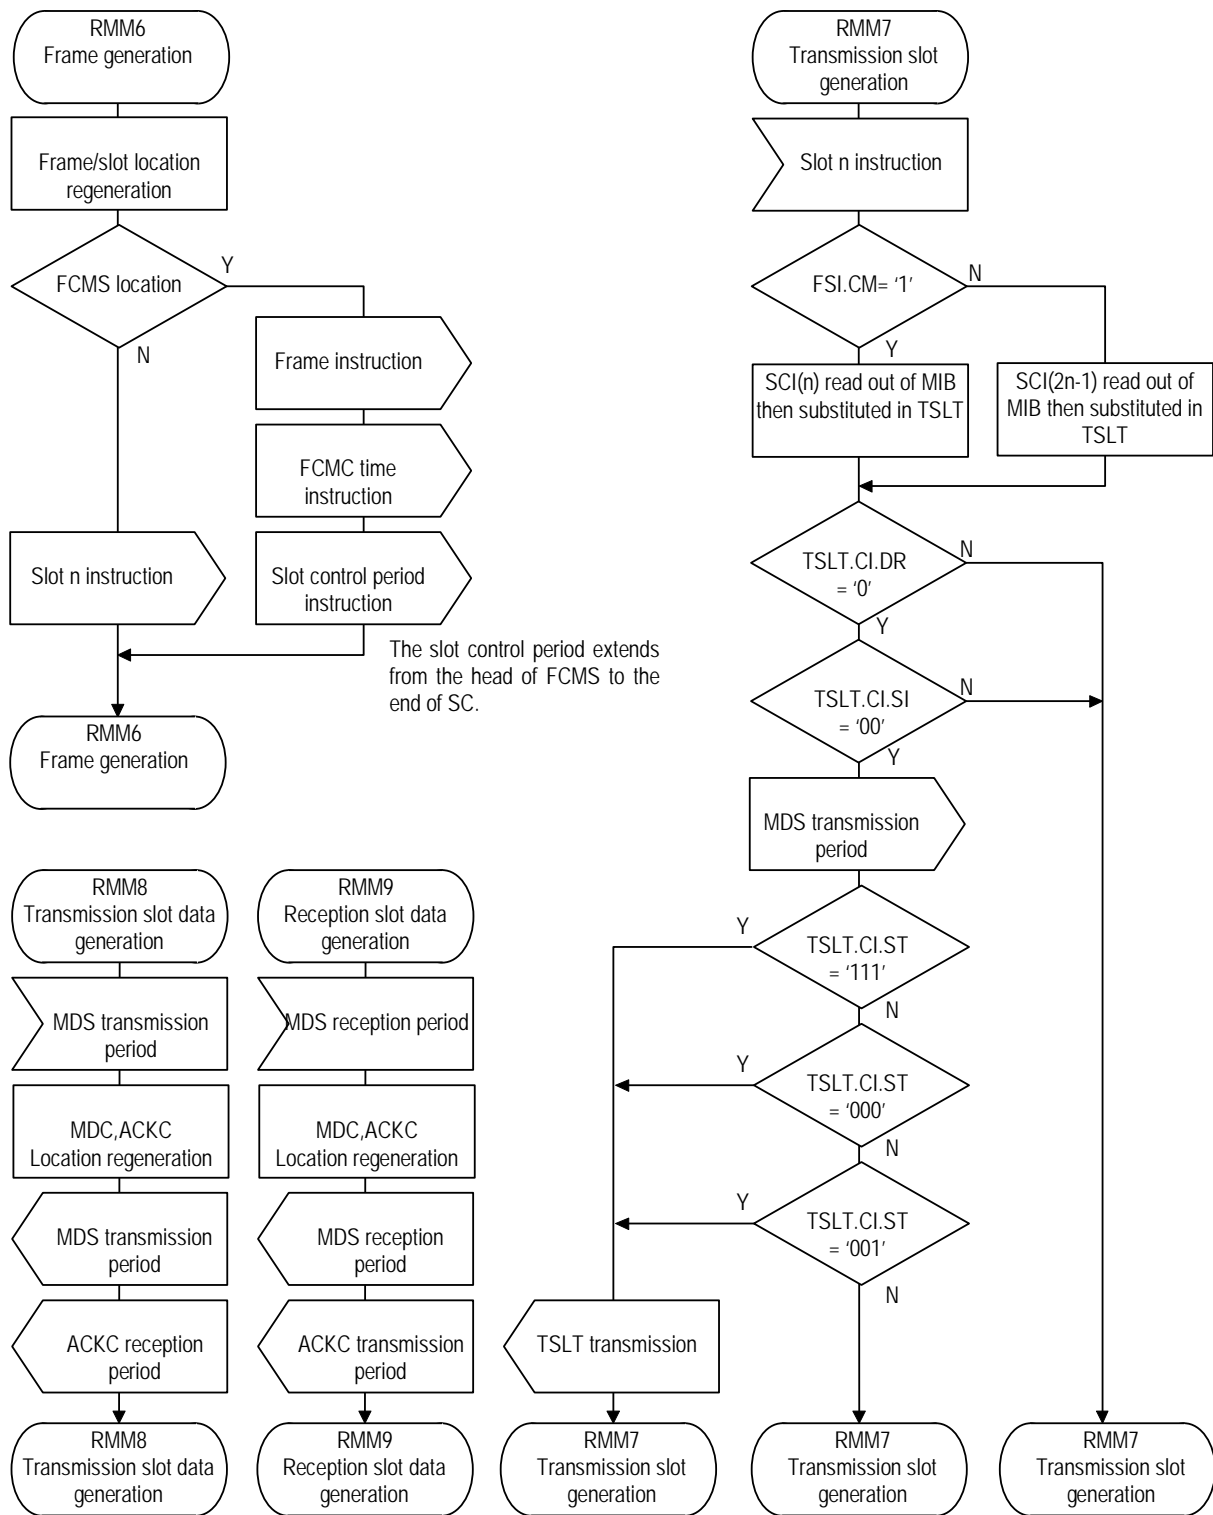 RMM6
Frame generation
Frame/slot location
regeneration
FCMS location
Y
N
Frame instruction
FCMC time
instruction
Slot n instruction
Slot control period
instruction
The slot control period extends
from the head of FCMS to the
end of SC.
RMM6
Frame generation
RMM7
Transmission slot
generation
Slot n instruction
FSI.CM= ‘1’
N
Y
SCI(n) read out of MIB
then substituted in TSLT
SCI(2n-1) read out of
MIB then substituted in
TSLT
TSLT.CI.DR
= ‘0’
N
Y
TSLT.CI.SI
= ‘00’
N
Y
MDS transmission
period
TSLT.CI.ST
= ‘111’
Y
N
TSLT.CI.ST
= ‘000’
Y
N
TSLT.CI.ST
= ‘001’
Y
N
TSLT transmission
RMM7
Transmission slot
generation
RMM7
Transmission slot
generation
RMM7
Transmission slot
generation
RMM8
Transmission slot data
generation
MDS transmission
period
MDC,ACKC
Location regeneration
MDS transmission
period
ACKC reception
period
RMM8
Transmission slot data
generation
RMM9
Reception slot data
generation
MDS reception period
MDC,ACKC
Location regeneration
MDS reception
period
ACKC transmission
period
RMM9
Reception slot data
generation